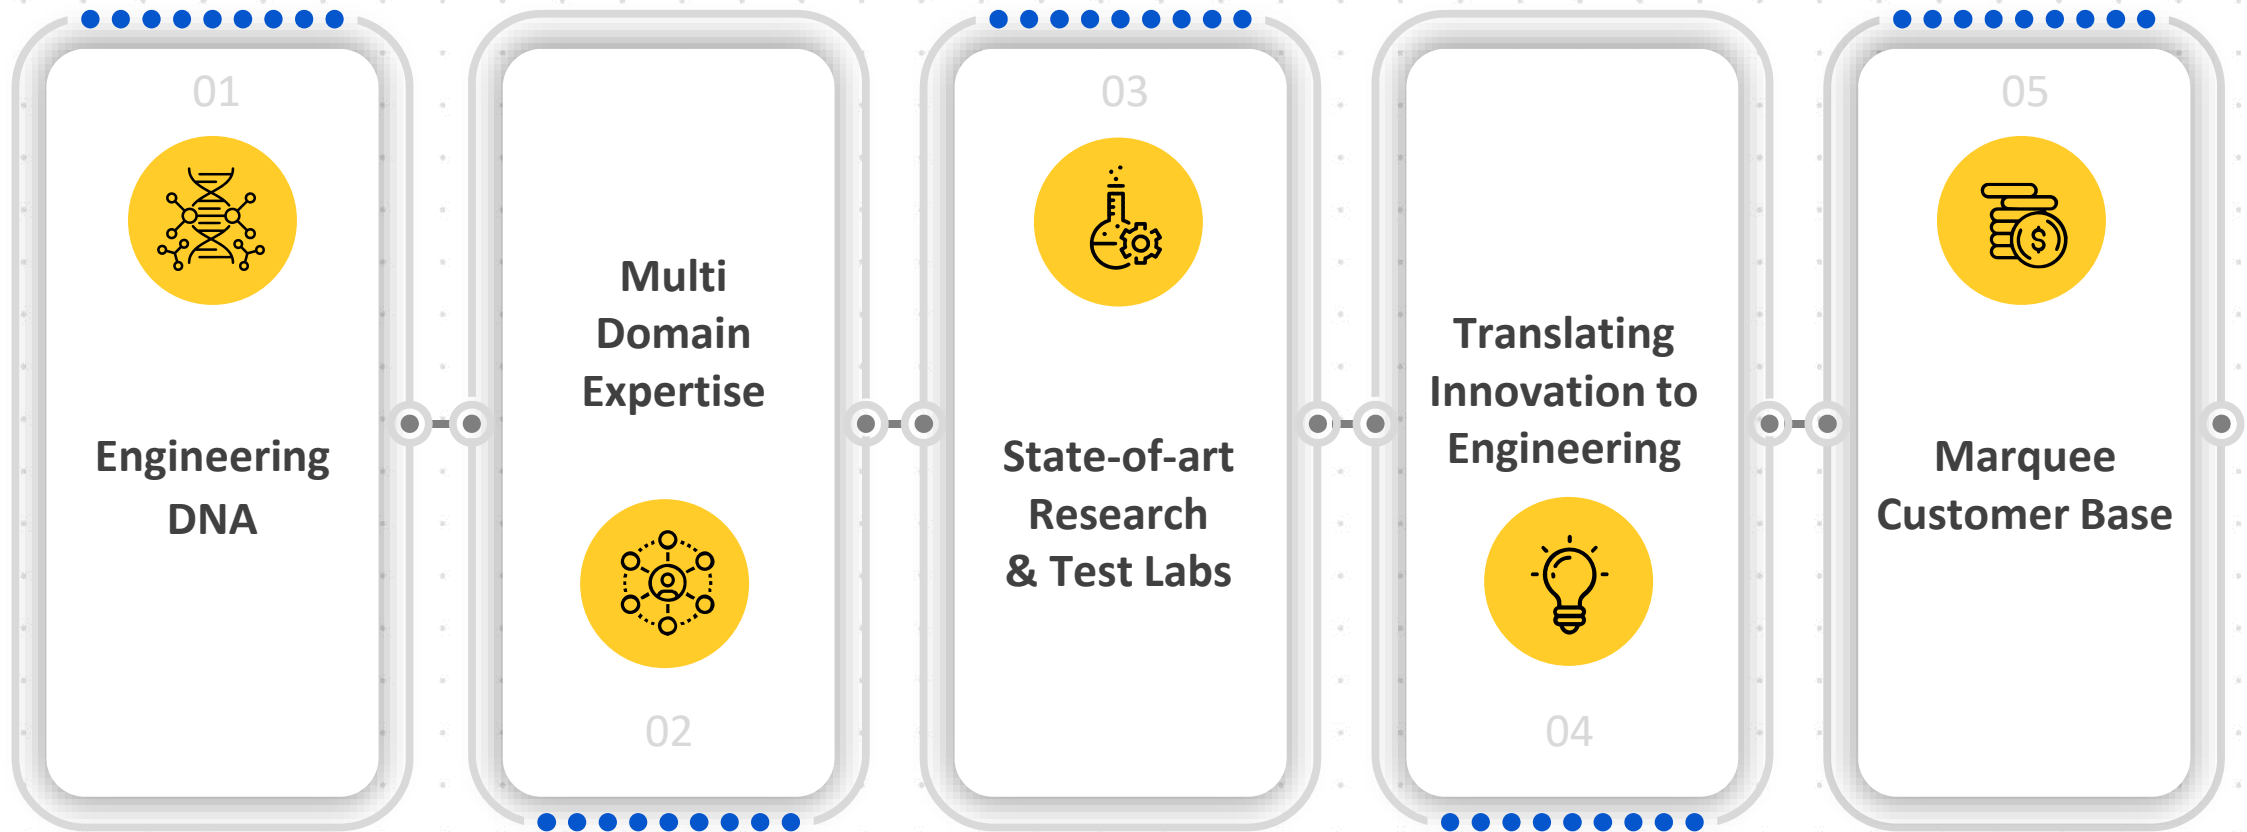 01
Engineering
DNA
Multi
Domain
Expertise
02
03
State-of-art
Research
& Test Labs
Translating
Innovation to
Engineering
04
05
$
Marquee
Customer Base